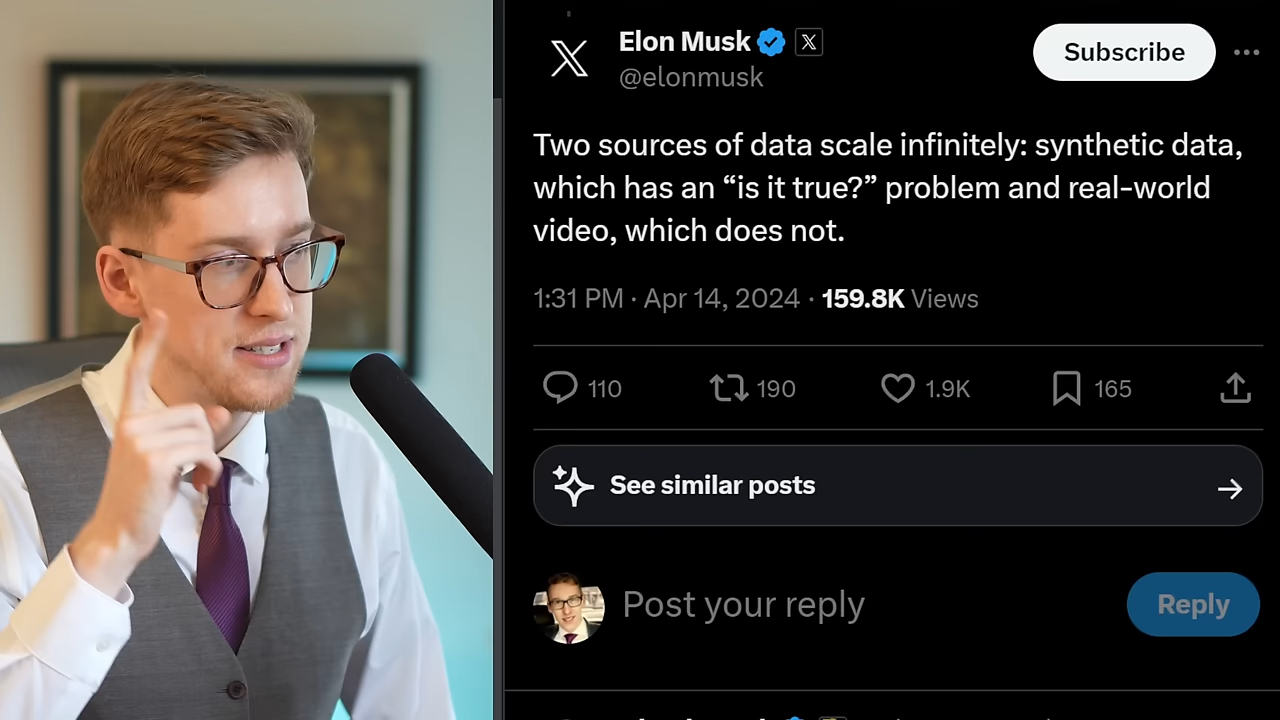 Elon Musk
@elonmusk
Subscribe
Two sources of data scale infinitely: synthetic data,
which has an “is it true?” problem and real-world
video, which does not.
1:31 PM · Apr 14, 2024 · 159.8K Views
110 190 1.9K 165
See similar posts
Post your reply
Reply